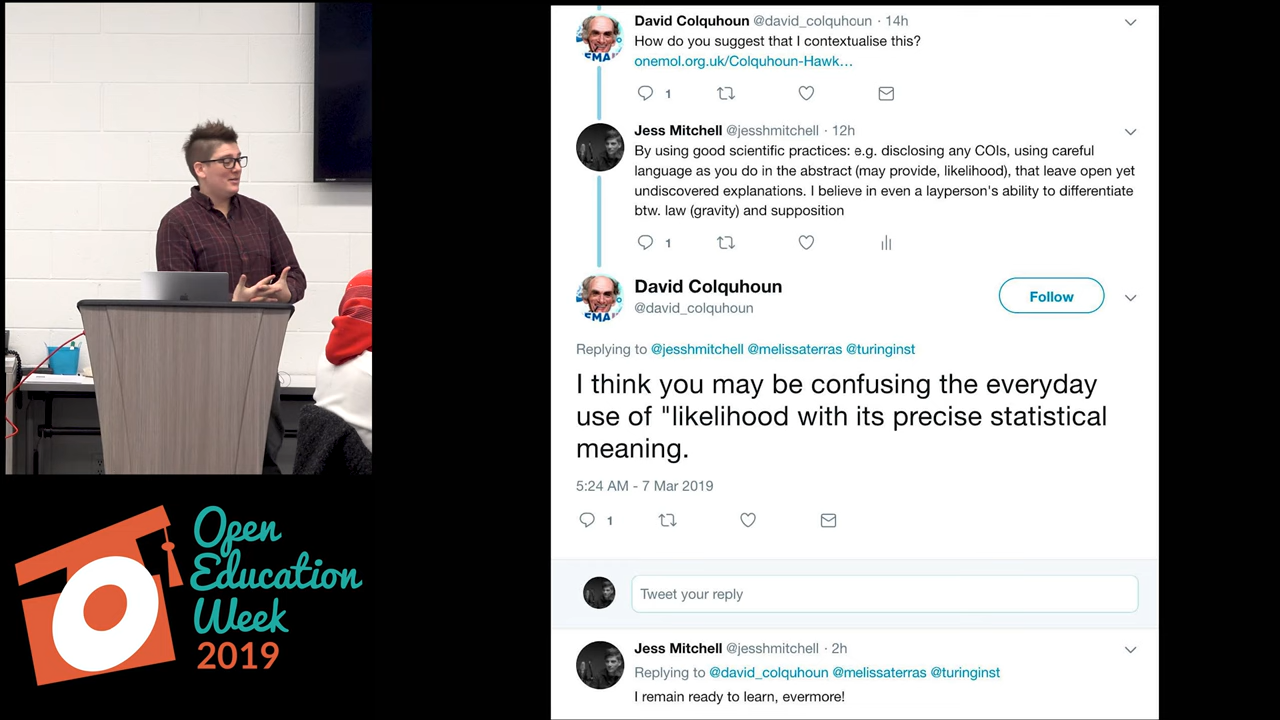 David Colquhoun @david_colquhoun · 14h
How do you suggest that I contextualise this?
onemol.org.uk/Colquhoun-Hawk…
1
Jess Mitchell @jesshmitchell · 12h
By using good scientific practices: e.g. disclosing any COIs, using careful
language as you do in the abstract (may provide, likelihood), that leave open yet
undiscovered explanations. I believe in even a layperson's ability to differentiate
btw. law (gravity) and supposition
1
David Colquhoun
@david_colquhoun
Follow
Replying to @jesshmitchell @melissaterras @turinginst
I think you may be confusing the everyday
use of "likelihood with its precise statistical
meaning.
5:24 AM - 7 Mar 2019
1
Tweet your reply
Jess Mitchell @jesshmitchell · 2h
Replying to @david_colquhoun @melissaterras @turinginst
I remain ready to learn, evermore!
Open
Education
Week
2019